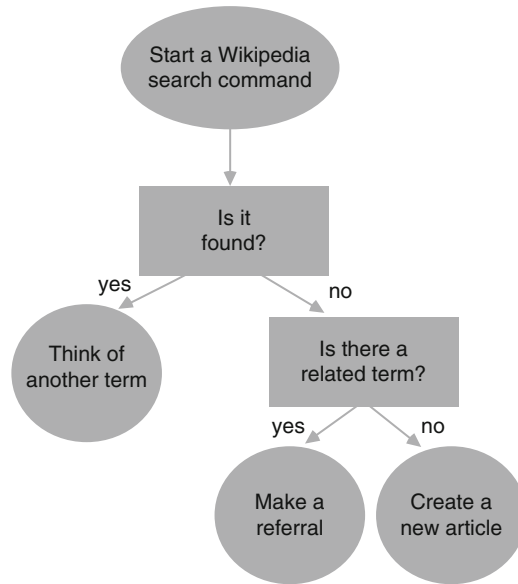 Start a Wikipedia
search command
Is it
found?
yes
no
Think of
another term
Is there a
related term?
yes
no
Make a
referral
Create a
new article